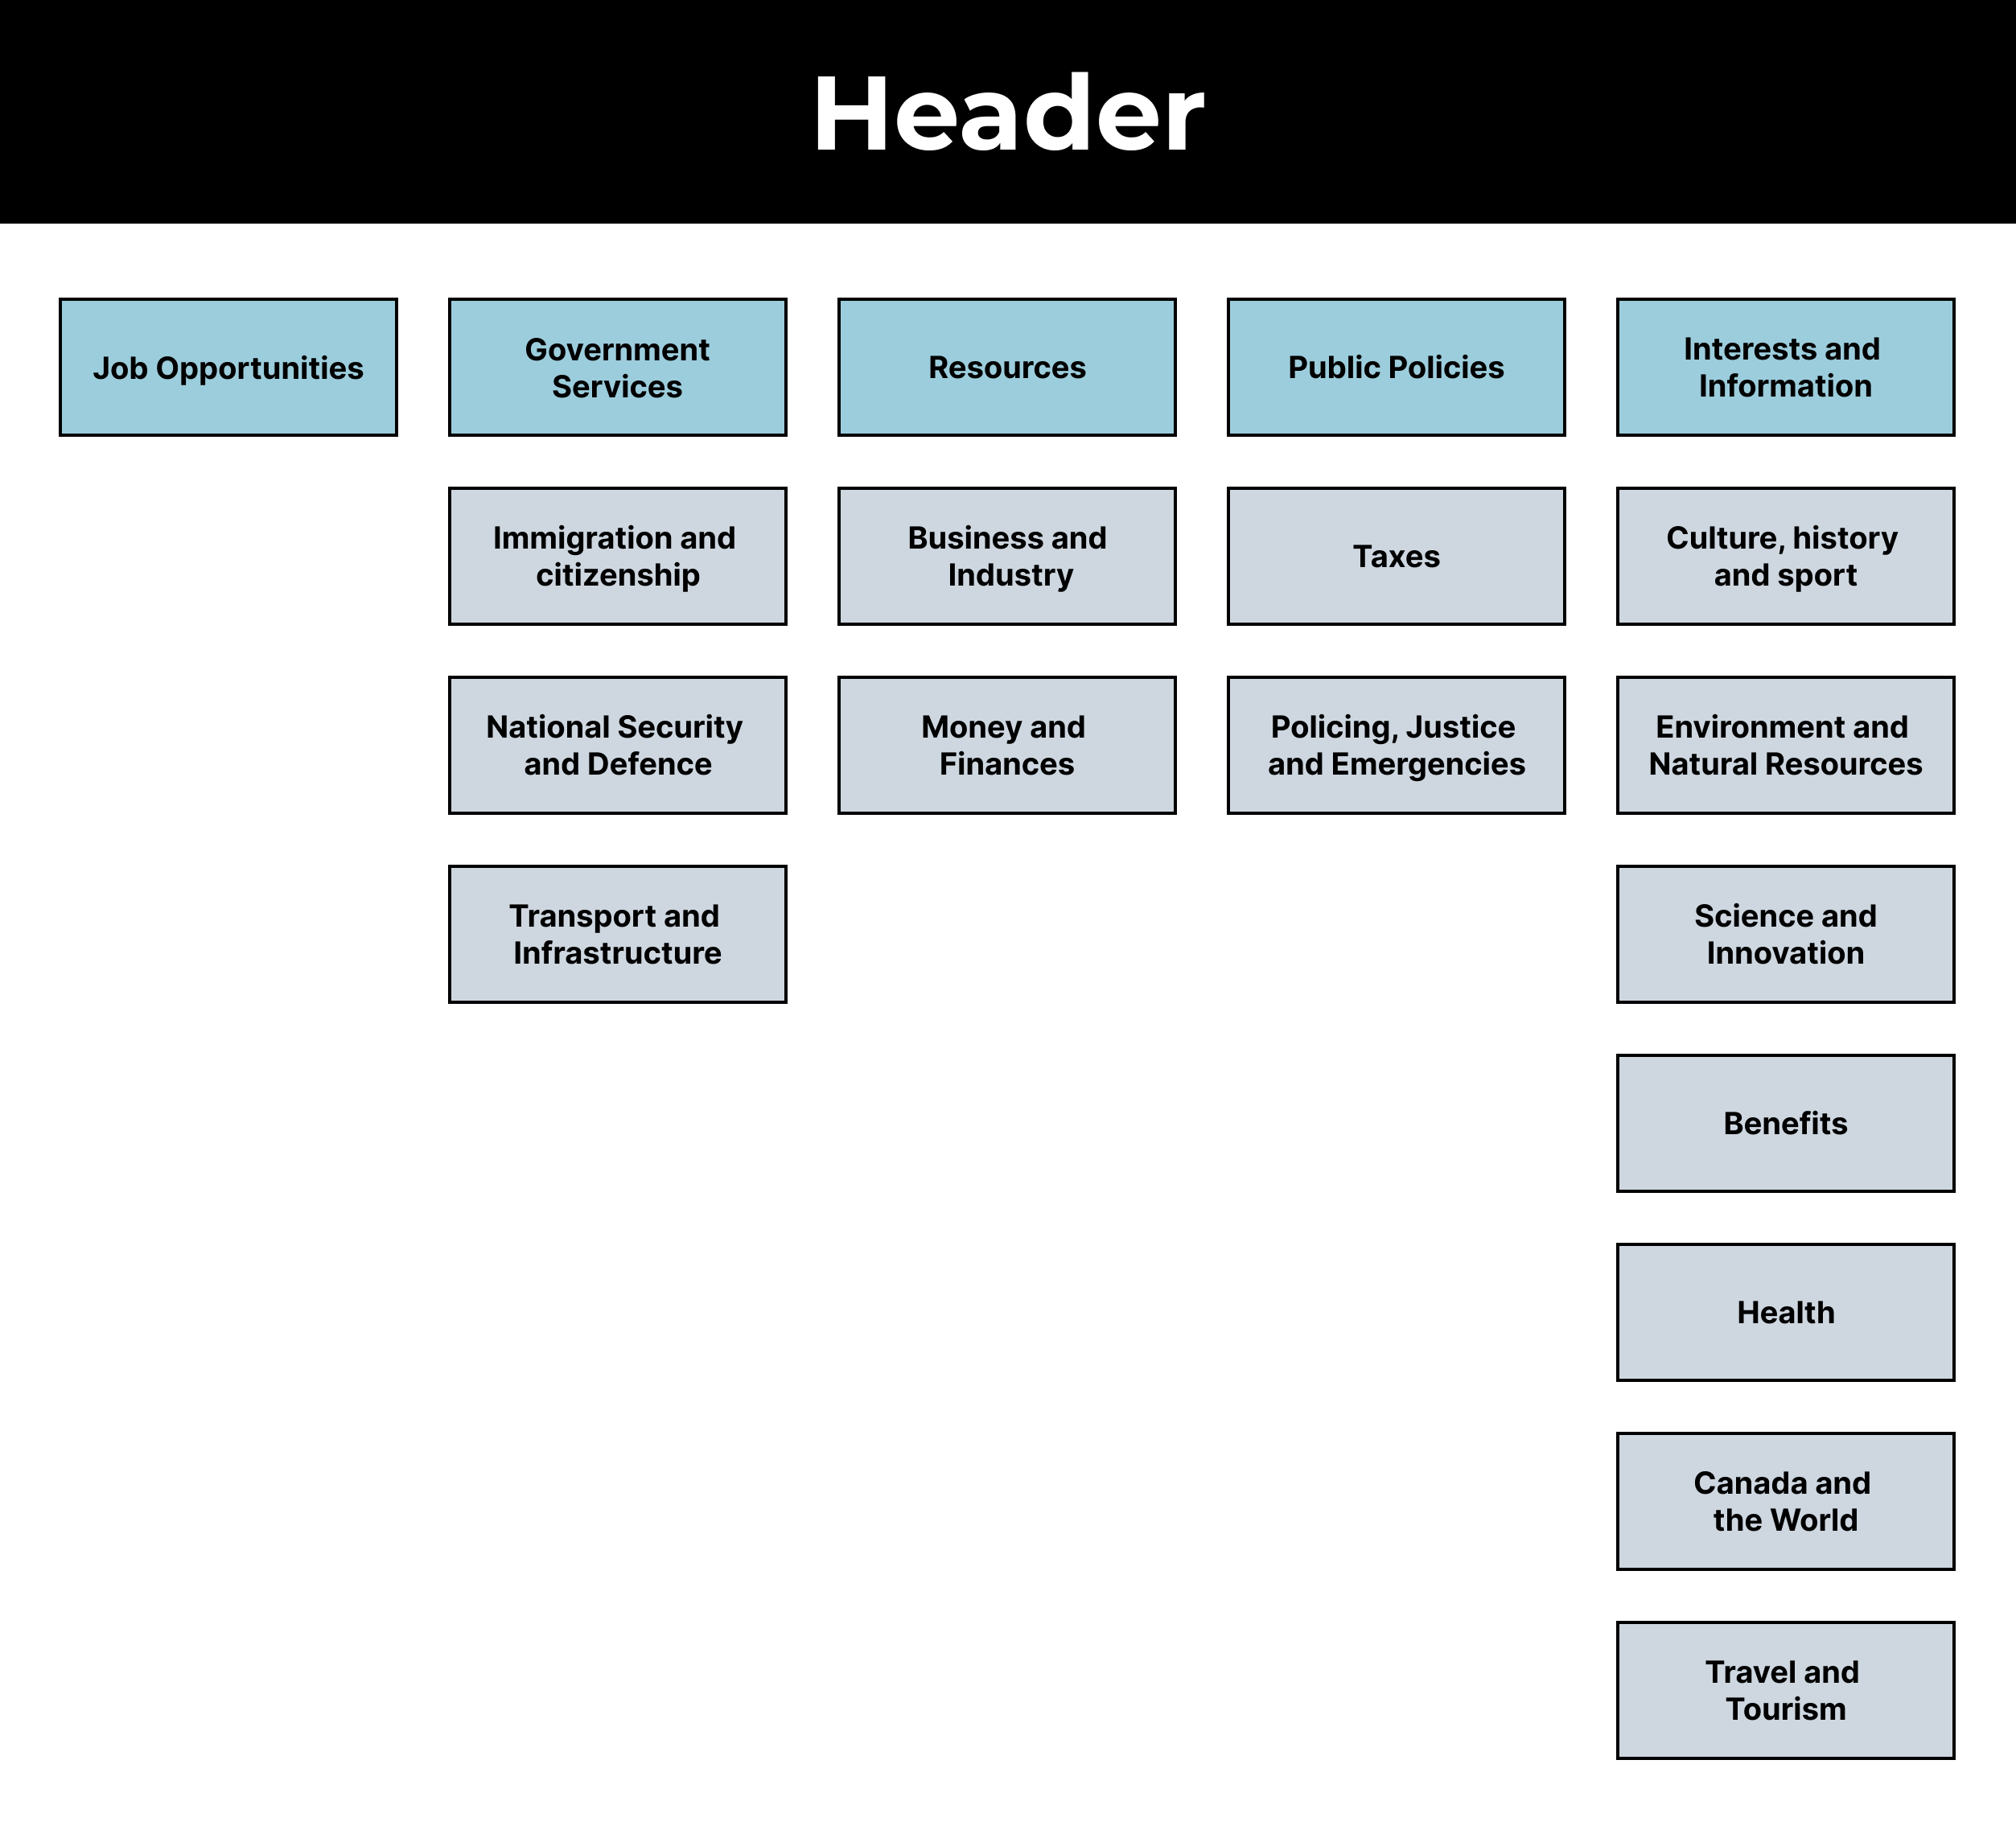 Header
Job Opportunities
Government
Services
Resources
Public Policies
Interests and
Information
Immigration and
citizenship
Business and
Industry
Taxes
Culture, history
and sport
National Security
and Defence
Money and
Finances
Policing, Justice
and Emergencies
Environment and
Natural Resources
Transport and
Infrastructure
Science and
Innovation
Benefits
Health
Canada and
the World
Travel and
Tourism